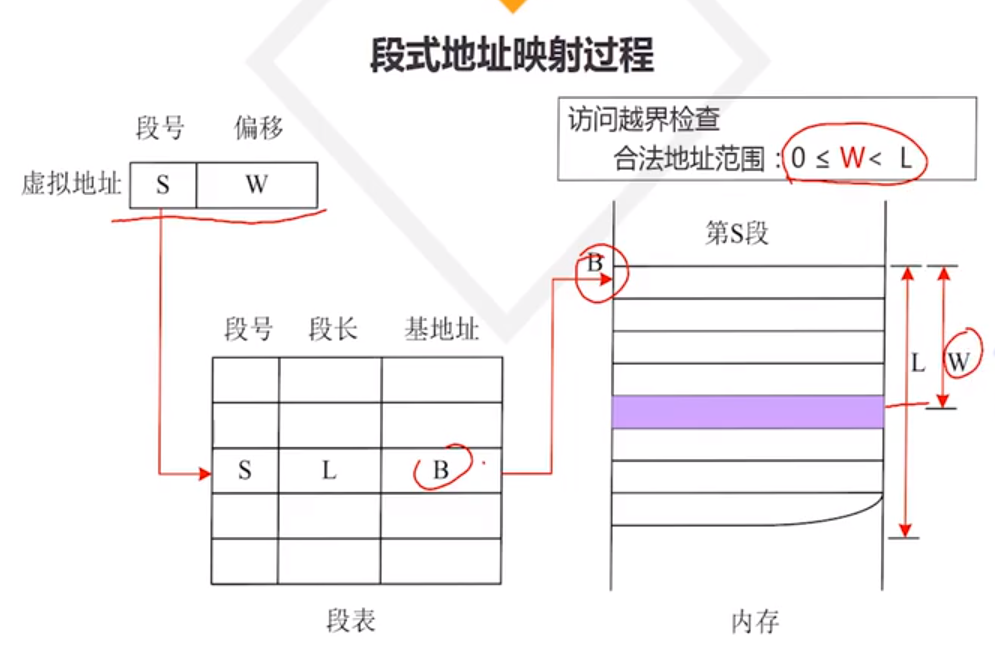 段式地址映射过程
访问越界检查
合法地址范围：0 ≤ W < L
段号 偏移
虚拟地址 S W
第S段
B
段号 段长 基地址
L W
S L B
段表
内存